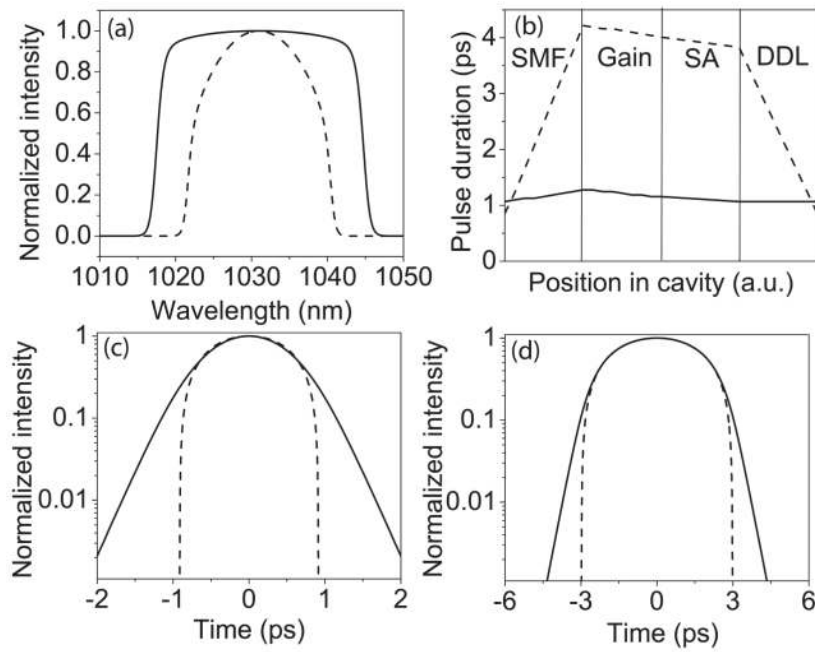 (a)
Normalized intensity
1.0
0.8
0.6
0.4
0.2
0.0
1010 1020 1030 1040 1050
Wavelength (nm)
(b)
Pulse duration (ps)
4
3
2
1
0
SMF Gain SA DDL
Position in cavity (a.u.)
(c)
Normalized intensity
1
0.1
0.01
-2 -1 0 1 2
Time (ps)
(d)
Normalized intensity
1
0.1
0.01
-6 -3 0 3 6
Time (ps)